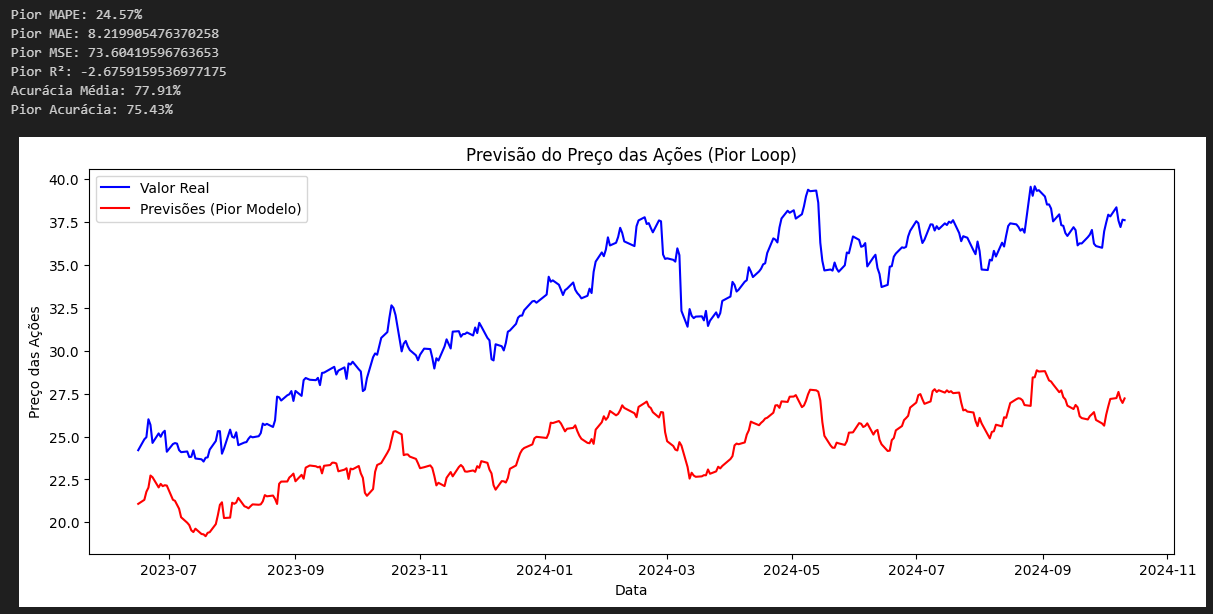 Pior MAPE: 24.57%
Pior MAE: 8.219905476370258
Pior MSE: 73.60419596763653
Pior R²: -2.6759159536977175
Acurácia Média: 77.91%
Pior Acurácia: 75.43%
Previsão do Preço das Ações (Pior Loop)
Valor Real
Previsões (Pior Modelo)
Preço das Ações
40.0
37.5
35.0
32.5
30.0
27.5
25.0
22.5
20.0
2023-07 2023-09 2023-11 2024-01 2024-03 2024-05 2024-07 2024-09 2024-11
Data